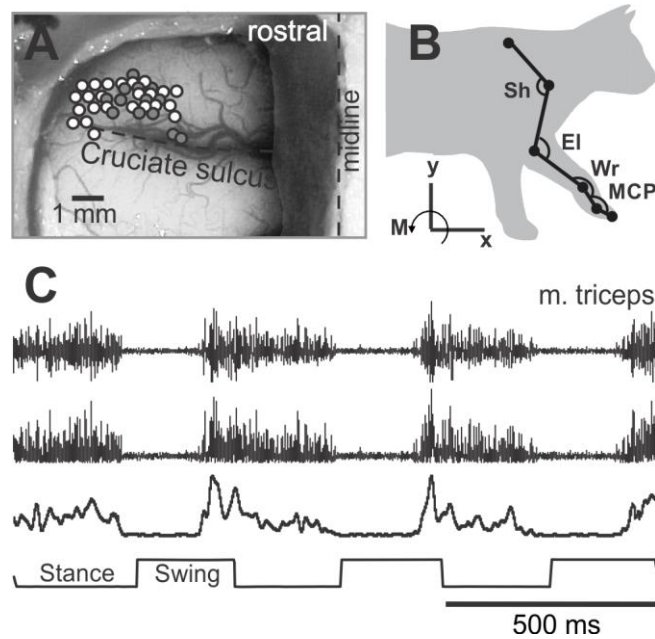 A
rostral
midline
Cruciate sulcus
1 mm
B
Sh
El
Wr
MCP
y
M
x
C
m. triceps
Stance
Swing
500 ms